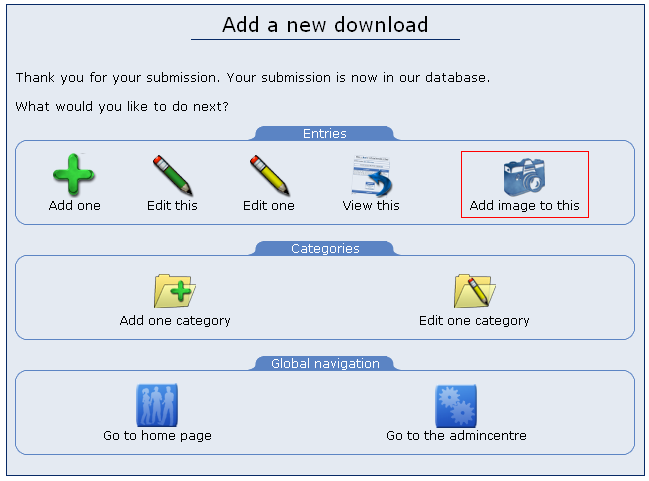 Add a new download
Thank you for your submission. Your submission is now in our database.
What would you like to do next?
Entries
Add one Edit this Edit one View this Add image to this
Categories
Add one category Edit one category
Global navigation
Go to home page Go to the admincentre